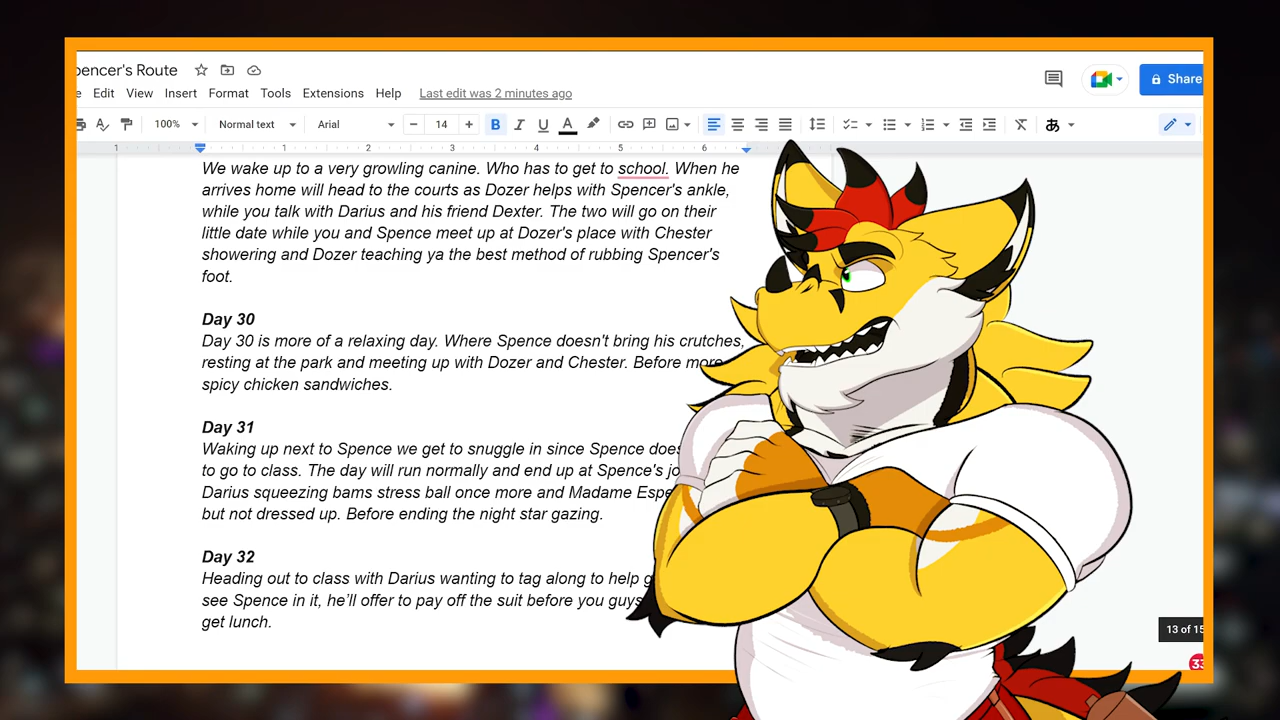 pencer's Route
Edit View Insert Format Tools Extensions Help Last edit was 2 minutes ago
Share
100% Normal text Arial − 14 + B I U A
1 1 2 3 4 5 6
We wake up to a very growling canine. Who has to get to school. When he
arrives home will head to the courts as Dozer helps with Spencer's ankle,
while you talk with Darius and his friend Dexter. The two will go on their
little date while you and Spence meet up at Dozer's place with Chester
showering and Dozer teaching ya the best method of rubbing Spencer's
foot.
Day 30
Day 30 is more of a relaxing day. Where Spence doesn't bring his crutches,
resting at the park and meeting up with Dozer and Chester. Before more
spicy chicken sandwiches.
Day 31
Waking up next to Spence we get to snuggle in since Spence does
to go to class. The day will run normally and end up at Spence's jo
Darius squeezing bams stress ball once more and Madame Espe
but not dressed up. Before ending the night star gazing.
Day 32
Heading out to class with Darius wanting to tag along to help g
see Spence in it, he'll offer to pay off the suit before you guys
get lunch.
13 of 15
33